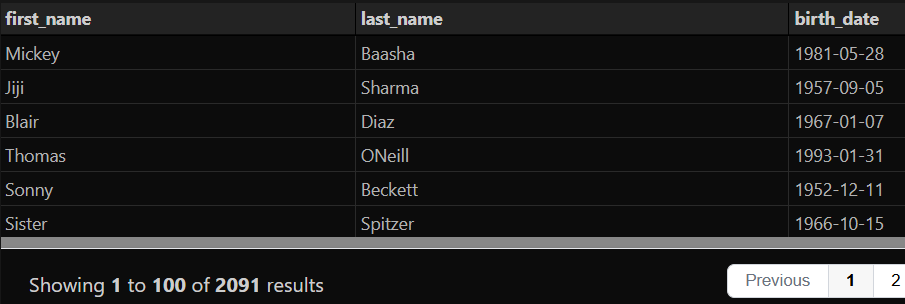 first_name last_name birth_date
Mickey Baasha 1981-05-28
Jiji Sharma 1957-09-05
Blair Diaz 1967-01-07
Thomas ONeill 1993-01-31
Sonny Beckett 1952-12-11
Sister Spitzer 1966-10-15
Showing 1 to 100 of 2091 results Previous 1 2